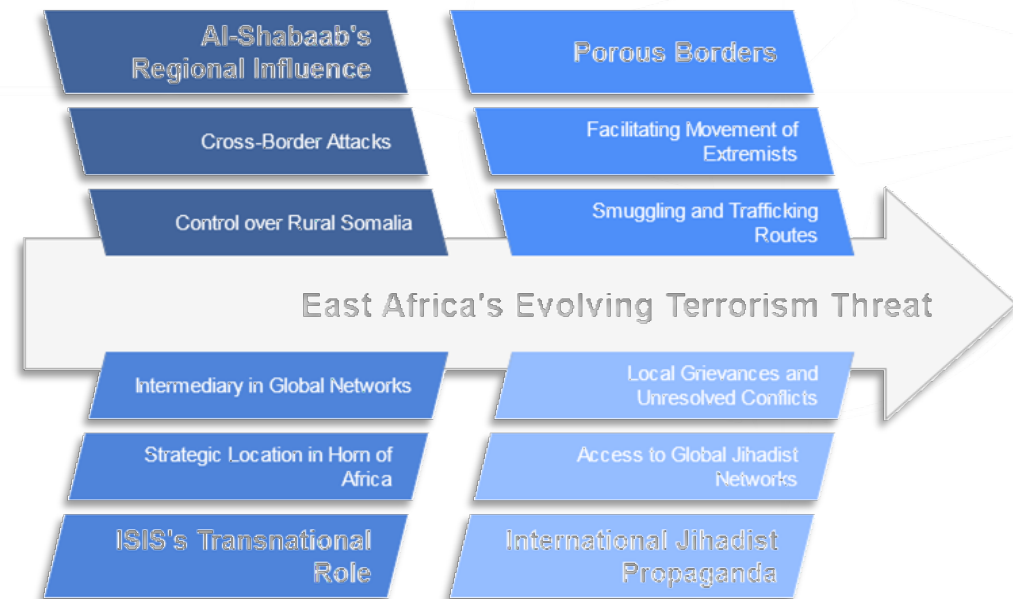 Al-Shabaab's
Regional Influence
Cross-Border Attacks
Control over Rural Somalia
Porous Borders
Facilitating Movement of
Extremists
Smuggling and Trafficking
Routes
East Africa's Evolving Terrorism Threat
Intermediary in Global Networks
Strategic Location in Horn of
Africa
ISIS's Transnational
Role
Local Grievances and
Unresolved Conflicts
Access to Global Jihadist
Networks
International Jihadist
Propaganda